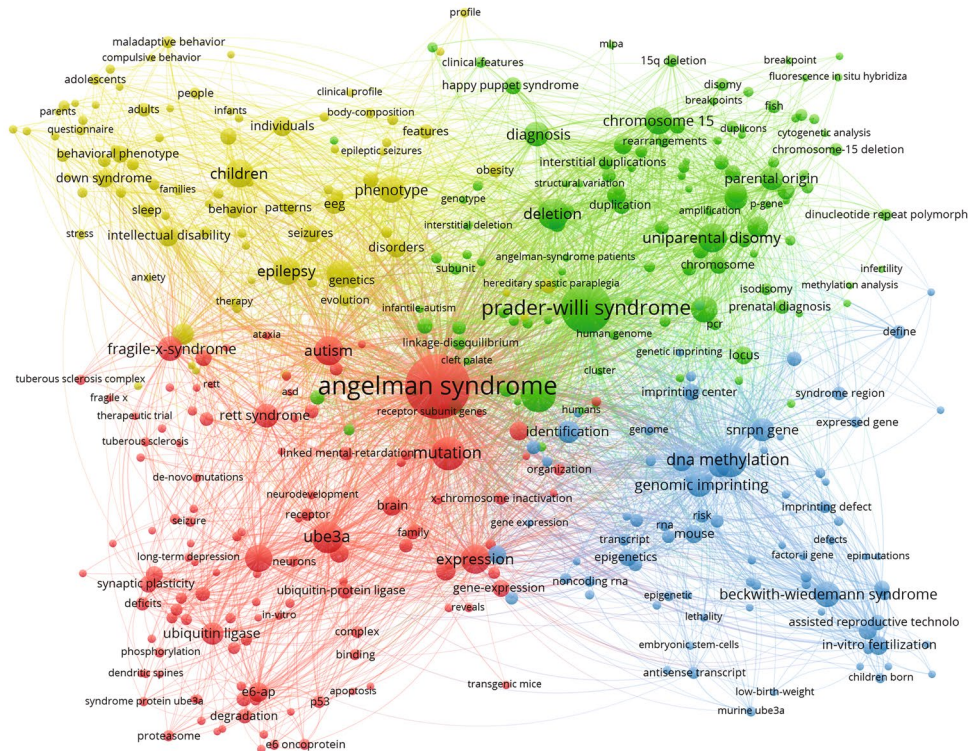 profile
maladaptive behavior
mlpa
compulsive behavior
clinical-features
15q deletion
breakpoint
adolescents
happy puppet syndrome
disomy
fluorescence in situ hybridiza
people
clinical profile
breakpoints
fish
parents
adults
infants
body-composition
questionnaire
individuals
features
diagnosis
chromosome 15
duplicons
cytogenetic analysis
rearrangements
behavioral phenotype
epileptic seizures
chromosome-15 deletion
down syndrome
children
obesity
interstitial duplications
parental origin
families
phenotype
genotype
structural variation
sleep
behavior
patterns
eeg
duplication
amplification
p-gene
deletion
dinucleotide repeat polymorph
stress
intellectual disability
seizures
interstitial deletion
uniparental disomy
disorders
angelman-syndrome patients
anxiety
epilepsy
genetics
subunit
chromosome
infertility
hereditary spastic paraplegia
isodisomy
methylation analysis
therapy
evolution
infantile-autism
prader-willi syndrome
prenatal diagnosis
ataxia
linkage-disequilibrium
human genome
pcr
define
fragile-x-syndrome
autism
cleft palate
genetic imprinting
locus
tuberous sclerosis complex
rett
angelman syndrome
cluster
fragile x
asd
imprinting center
syndrome region
therapeutic trial
rett syndrome
receptor subunit genes
humans
expressed gene
tuberous sclerosis
identification
genome
snrpn gene
linked mental-retardation
mutation
dna methylation
de-novo mutations
organization
neurodevelopment
x-chromosome inactivation
genomic imprinting
receptor
brain
imprinting defect
seizure
gene expression
risk
rna
ube3a
family
transcript
mouse
defects
long-term depression
neurons
expression
epigenetics
factor-ii gene
epimutations
synaptic plasticity
ubiquitin-protein ligase
gene-expression
noncoding rna
deficits
reveals
epigenetic
beckwith-wiedemann syndrome
in-vitro
lethality
ubiquitin ligase
complex
assisted reproductive technolo
phosphorylation
binding
embryonic stem-cells
in-vitro fertilization
dendritic spines
antisense transcript
children born
e6-ap
apoptosis
transgenic mice
low-birth-weight
syndrome protein ube3a
p53
degradation
murine ube3a
proteasome
e6 oncoprotein